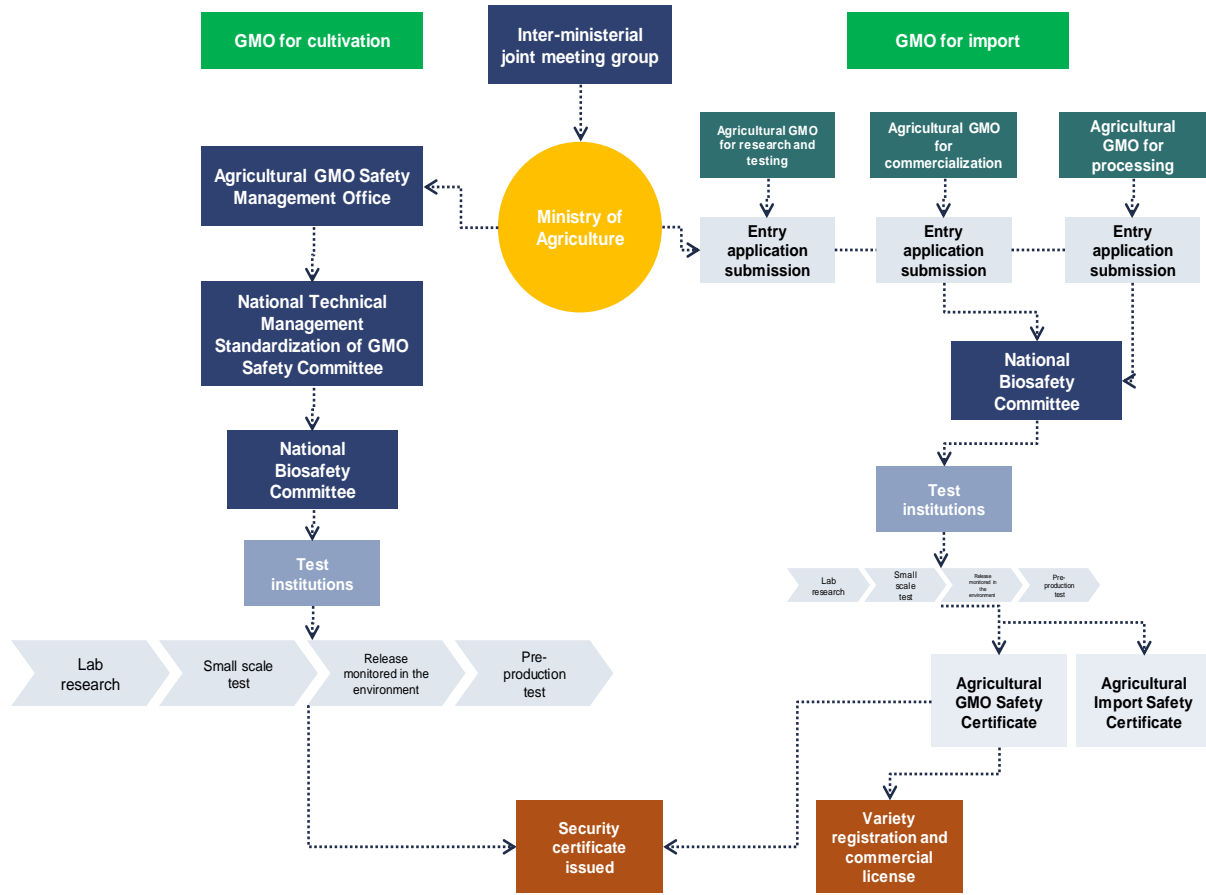 GMO for cultivation
Inter-ministerial
joint meeting group
GMO for import
Agricultural GMO
for research and
testing
Agricultural GMO
for
commercialization
Agricultural
GMO for
processing
Agricultural GMO Safety
Management Office
Ministry of
Agriculture
Entry
application
submission
Entry
application
submission
Entry
application
submission
National Technical
Management
Standardization of GMO
Safety Committee
National
Biosafety
Committee
National
Biosafety
Committee
Test
institutions
Test
institutions
Lab
research
Small
scale
test
Release
monitored in
the
environment
Pre-
production
test
Lab
research
Small scale
test
Release
monitored in the
environment
Pre-
production
test
Agricultural
GMO Safety
Certificate
Agricultural
Import Safety
Certificate
Security
certificate
issued
Variety
registration and
commercial
license